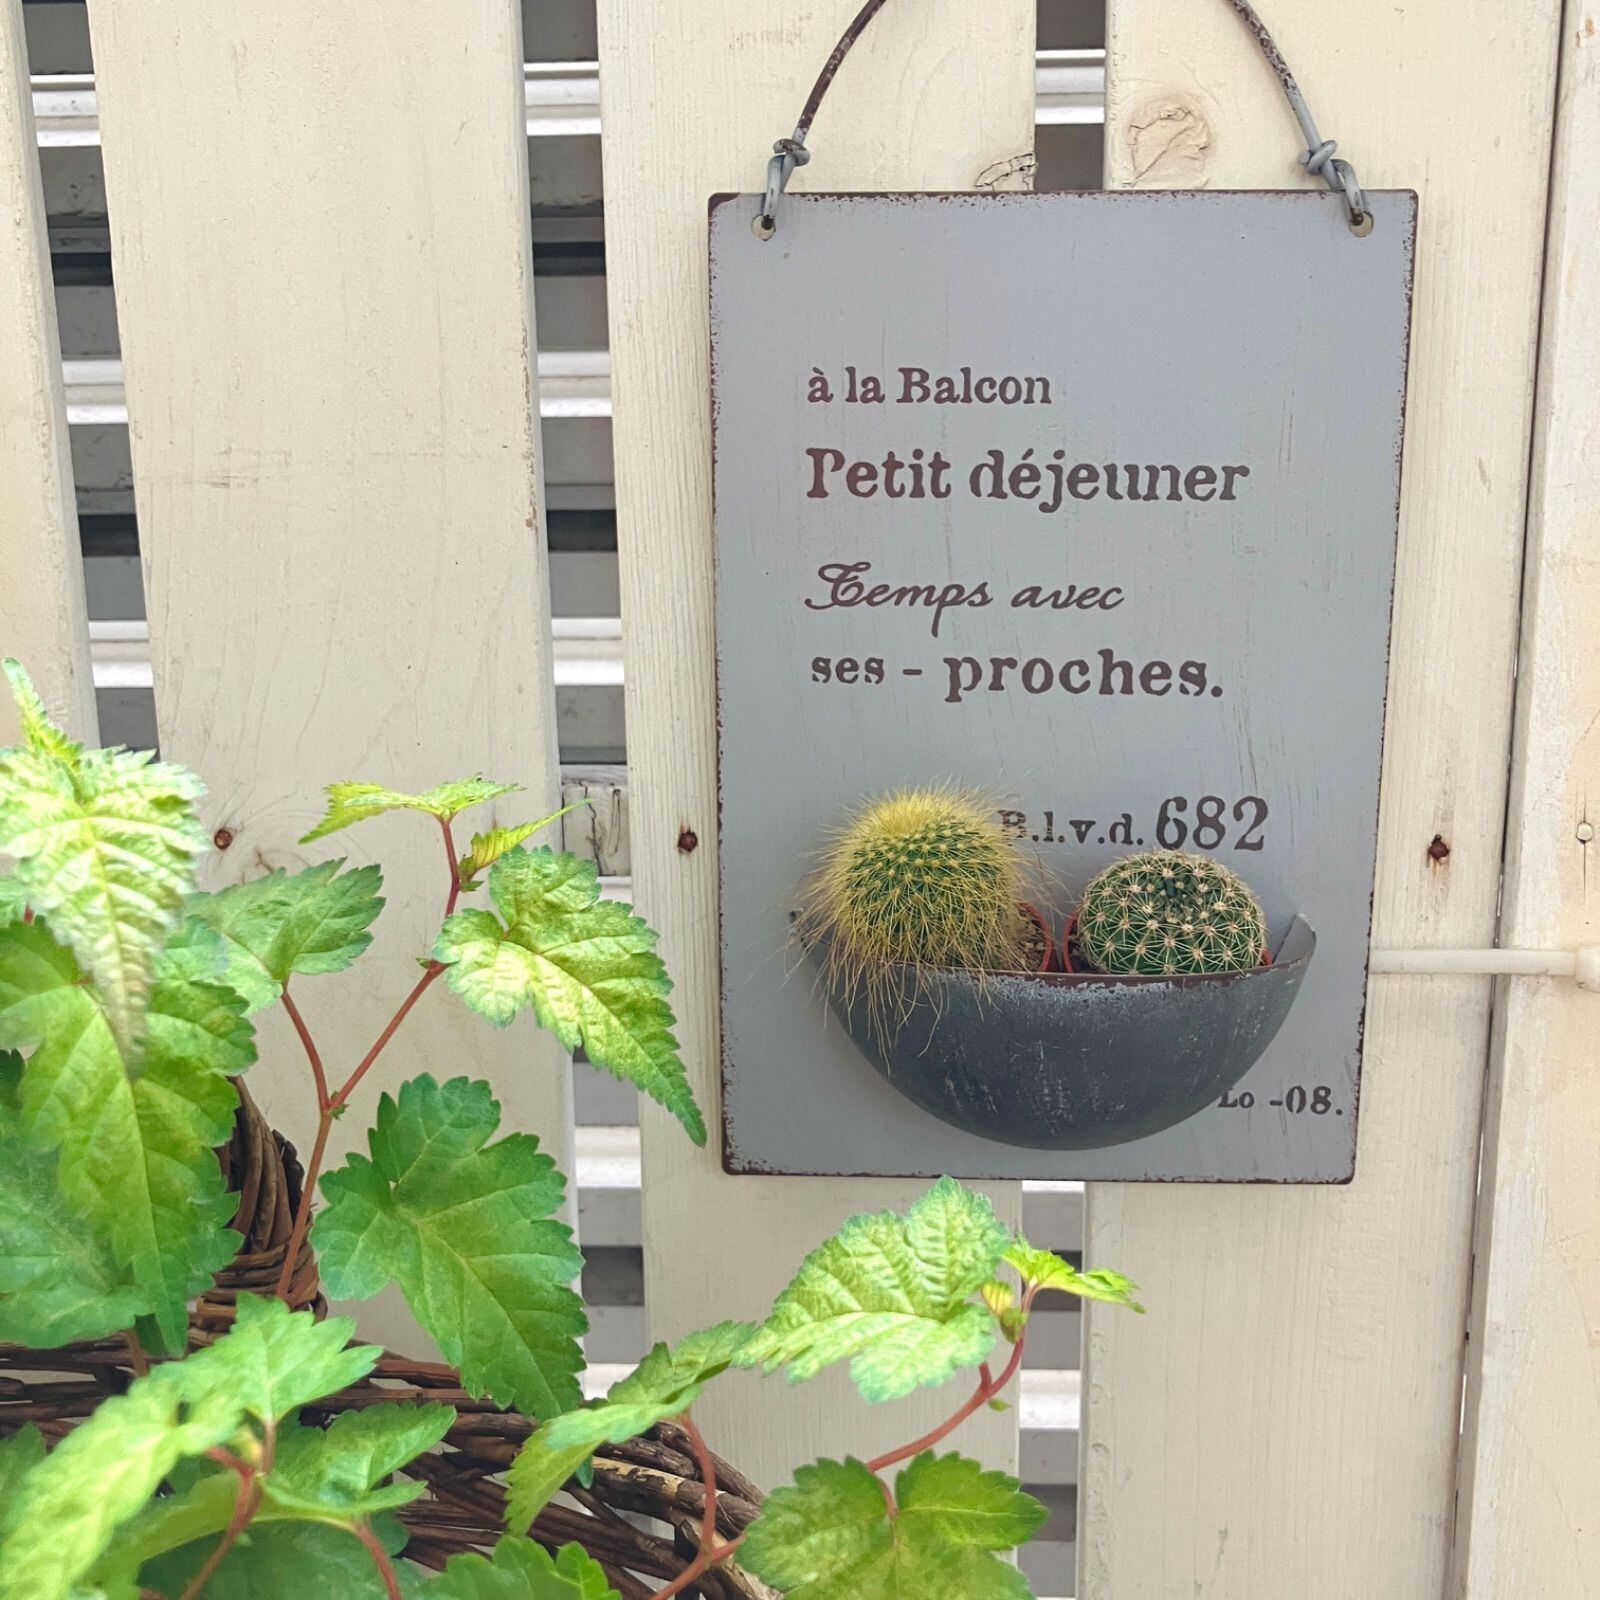 à la Balcon
Petit déjeuner
Temps avec
ses - proches.
B.l.v.d. 682
Lo -08.